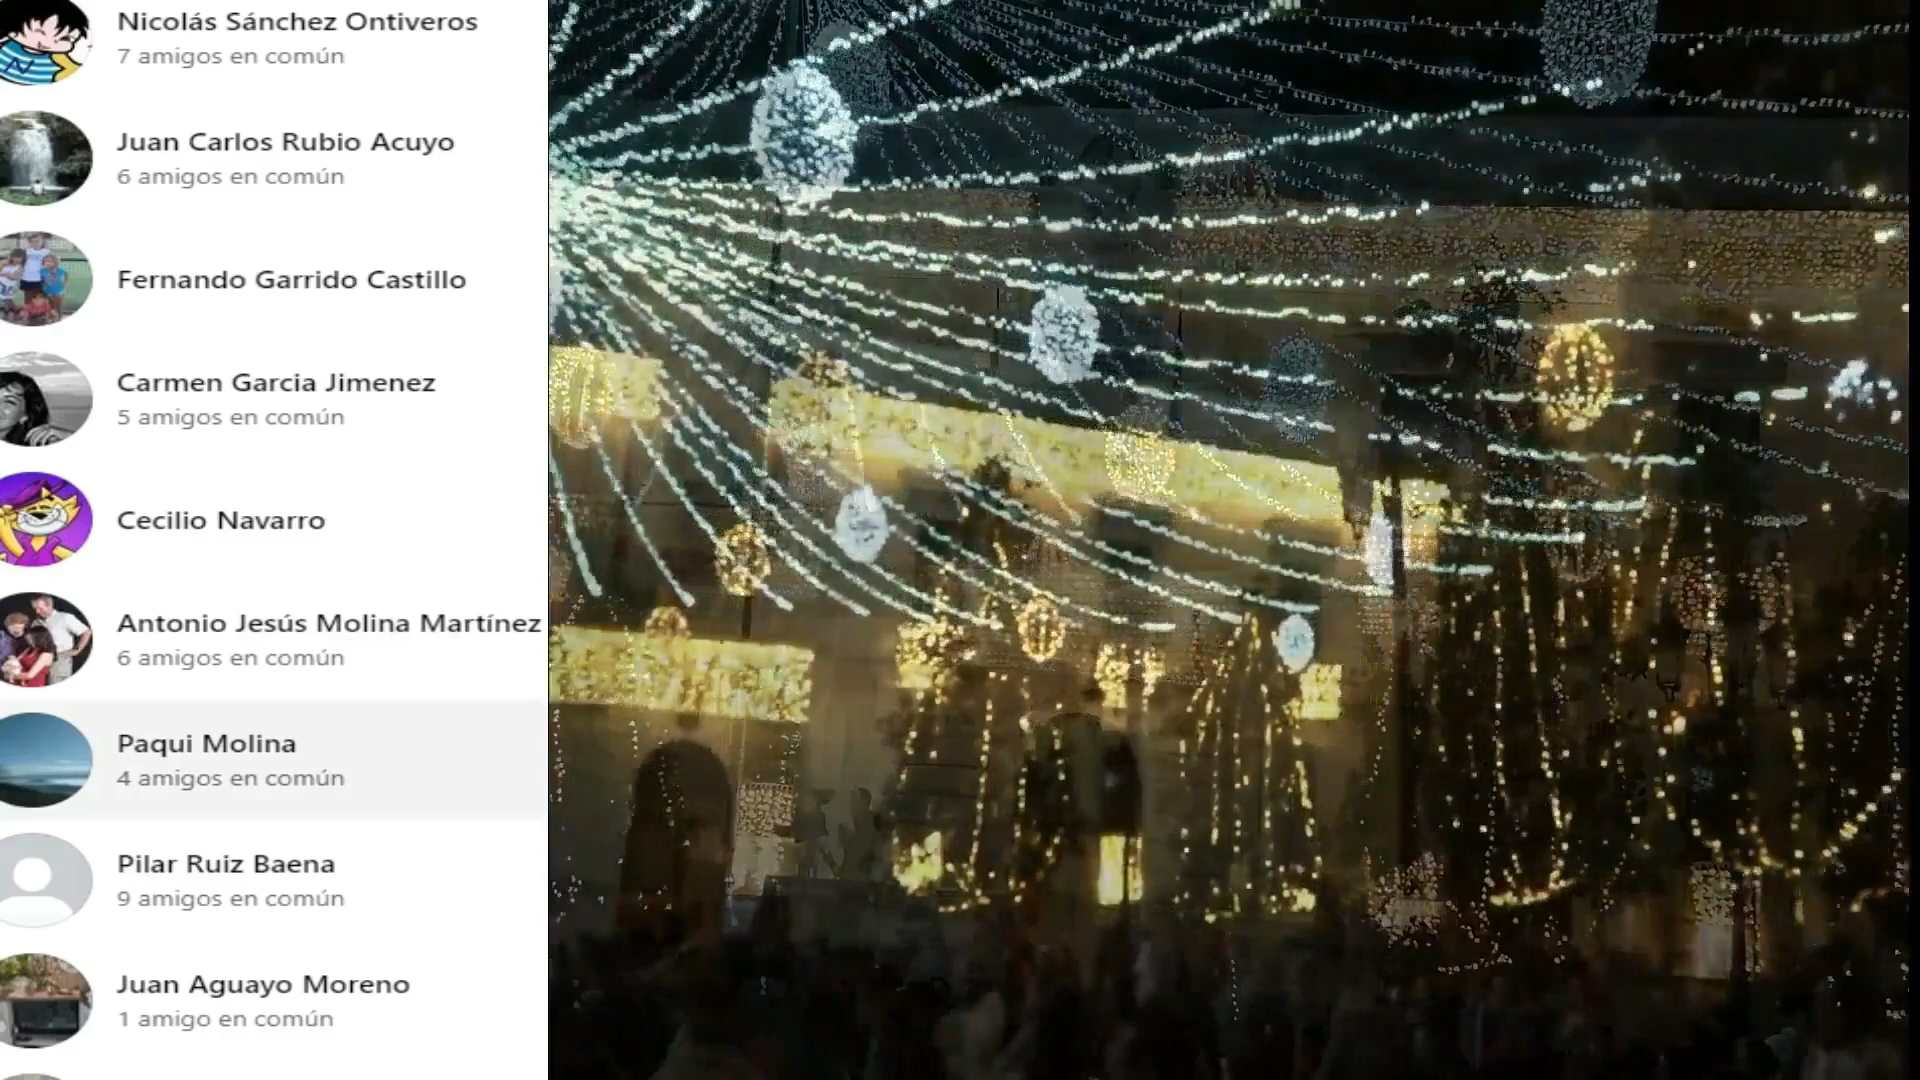 Nicolás Sánchez Ontiveros
7 amigos en común
Juan Carlos Rubio Acuyo
6 amigos en común
Fernando Garrido Castillo
Carmen Garcia Jimenez
5 amigos en común
Cecilio Navarro
Antonio Jesús Molina Martínez
6 amigos en común
Paqui Molina
4 amigos en común
Pilar Ruiz Baena
9 amigos en común
Juan Aguayo Moreno
1 amigo en común